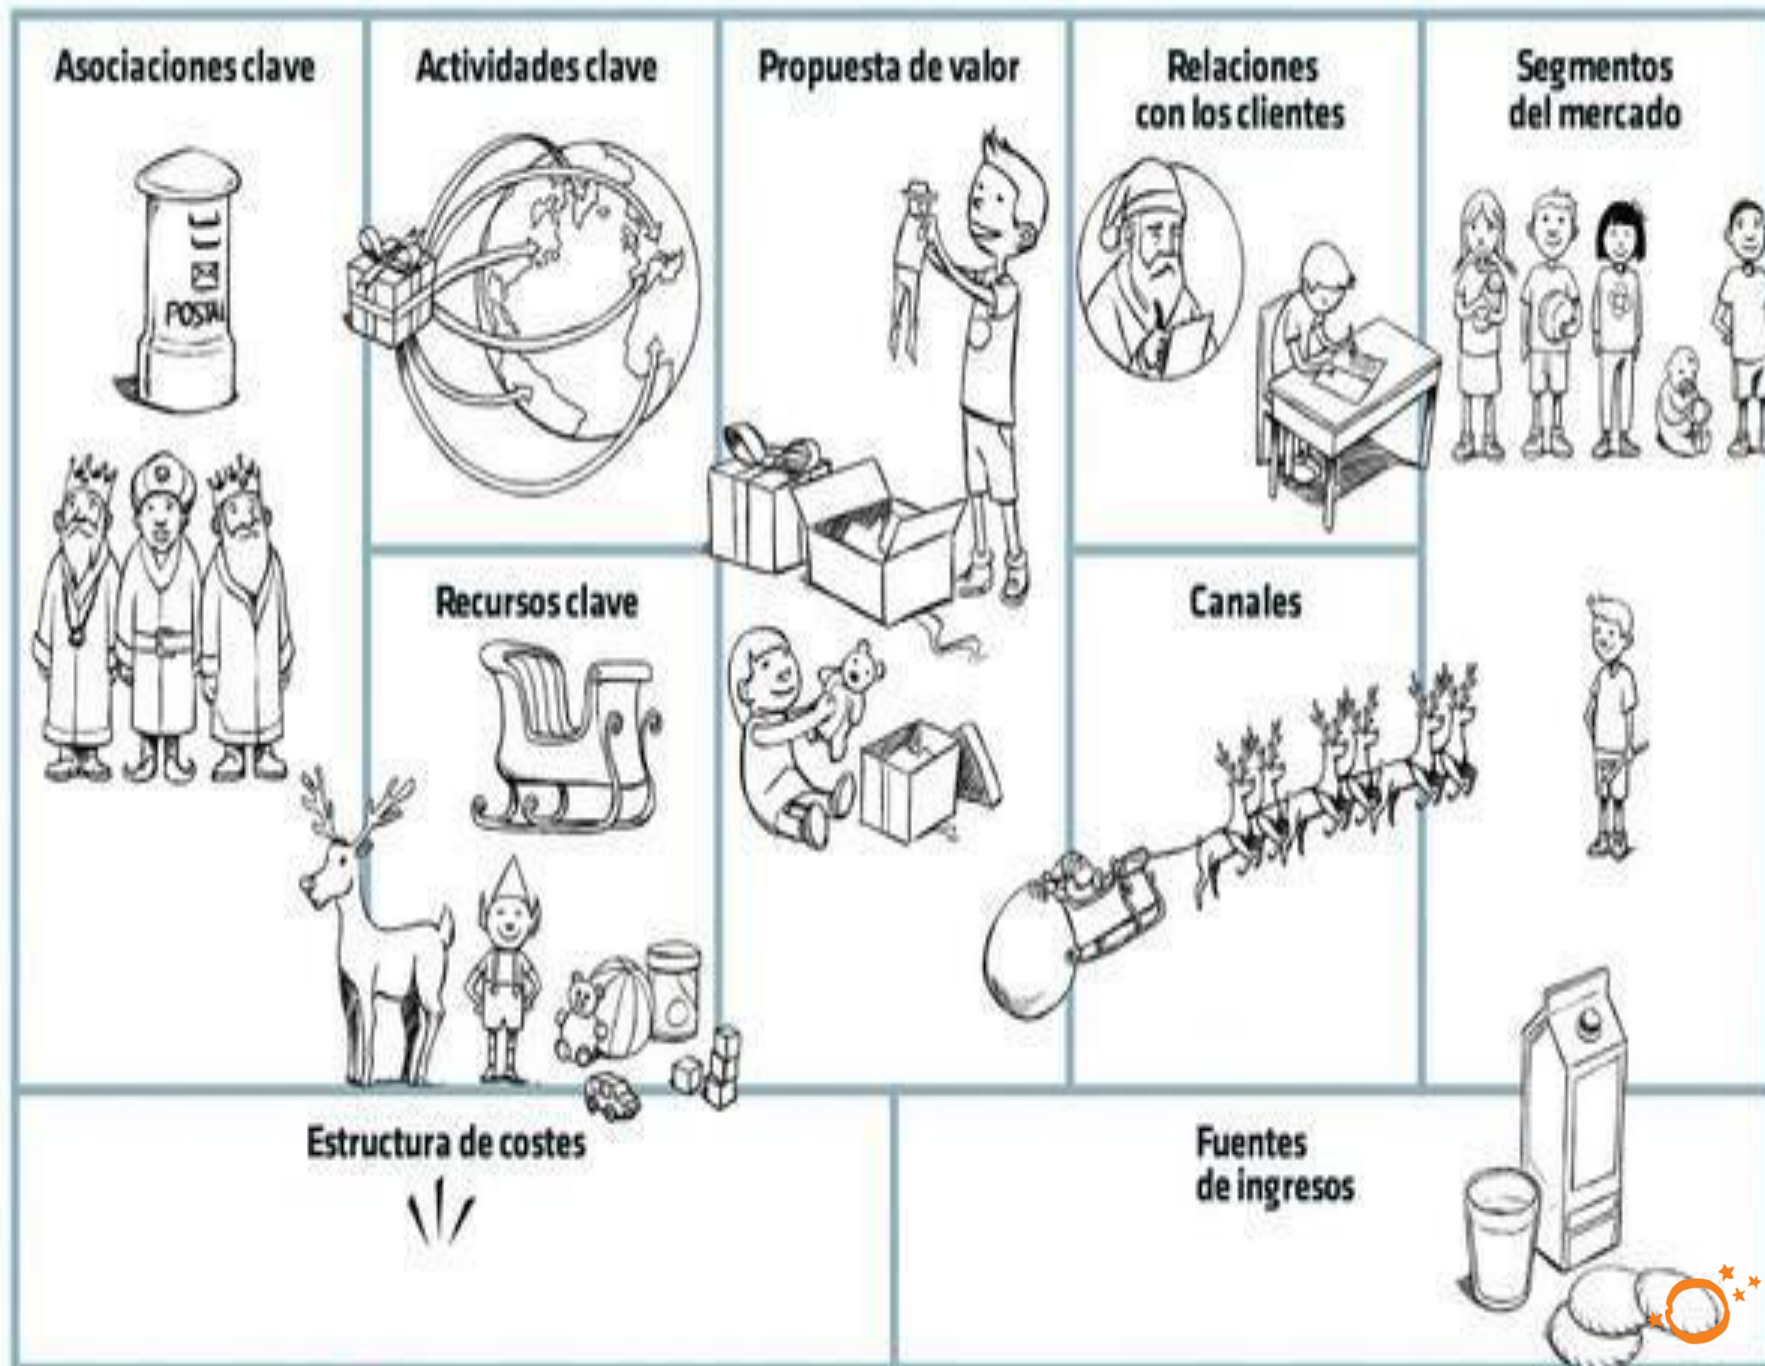 Asociaciones clave
POSTAL
Actividades clave
Recursos clave
Propuesta de valor
Relaciones
con los clientes
Canales
Segmentos
del mercado
Estructura de costes
Fuentes
de ingresos